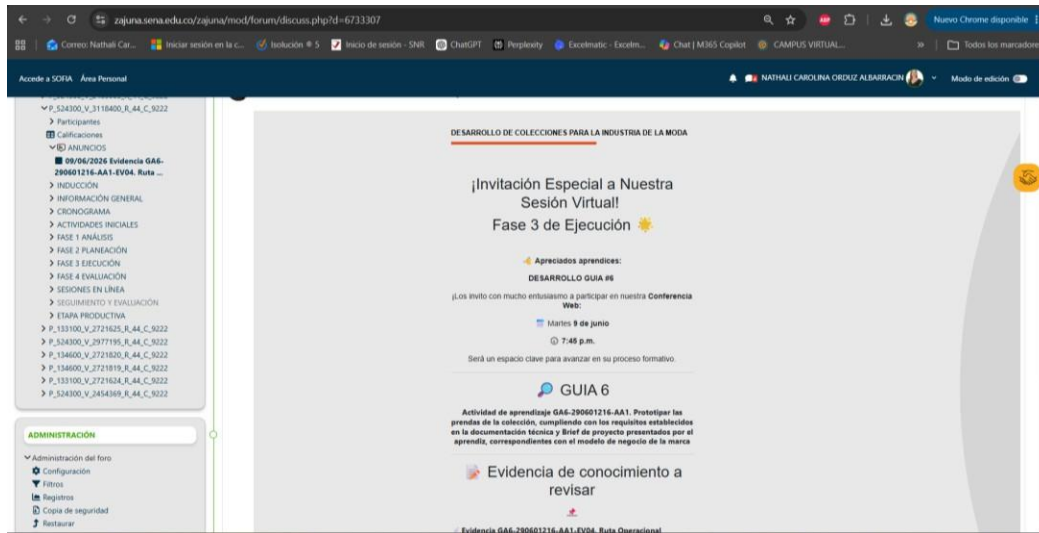 zajuna.sena.edu.co/zajuna/mod/forum/discuss.php?d=6733307
Nuevo Chrome disponible
Correo: Nathali Car...
Iniciar sesión en la c...
Isolución ® 5
Inicio de sesión - SNR
ChatGPT
Perplexity
Excelmatic - Excelm...
Chat | M365 Copilot
CAMPUS VIRTUAL...
»
Todos los marcadores
Accede a SOFIA Área Personal
NATHALI CAROLINA ORDUZ ALBARRACIN
Modo de edición
P_524300_V_3118400_R_44_C_9222
Participantes
Calificaciones
ANUNCIOS
09/06/2026 Evidencia GA6-
290601216-AA1-EV04. Ruta ...
INDUCCIÓN
INFORMACIÓN GENERAL
CRONOGRAMA
ACTIVIDADES INICIALES
FASE 1 ANÁLISIS
FASE 2 PLANEACIÓN
FASE 3 EJECUCIÓN
FASE 4 EVALUACIÓN
SESIONES EN LÍNEA
SEGUIMIENTO Y EVALUACIÓN
ETAPA PRODUCTIVA
P_133100_V_2721625_R_44_C_9222
P_524300_V_2977195_R_44_C_9222
P_134600_V_2721820_R_44_C_9222
P_134600_V_2721819_R_44_C_9222
P_133100_V_2721624_R_44_C_9222
P_524300_V_2454369_R_44_C_9222
ADMINISTRACIÓN
Administración del foro
Configuración
Filtros
Registros
Copia de seguridad
Restaurar
DESARROLLO DE COLECCIONES PARA LA INDUSTRIA DE LA MODA
¡Invitación Especial a Nuestra
Sesión Virtual!
Fase 3 de Ejecución
Apreciados aprendices:
DESARROLLO GUIA #6
¡Los invito con mucho entusiasmo a participar en nuestra Conferencia
Web:
Martes 9 de junio
7:45 p.m.
Será un espacio clave para avanzar en su proceso formativo.
GUIA 6
Actividad de aprendizaje GA6-290601216-AA1. Prototipar las
prendas de la colección, cumpliendo con los requisitos establecidos
en la documentación técnica y Brief de proyecto presentados por el
aprendiz, correspondientes con el modelo de negocio de la marca
Evidencia de conocimiento a
revisar
Evidencia GA6-290601216-AA1-EV04. Ruta Operacional